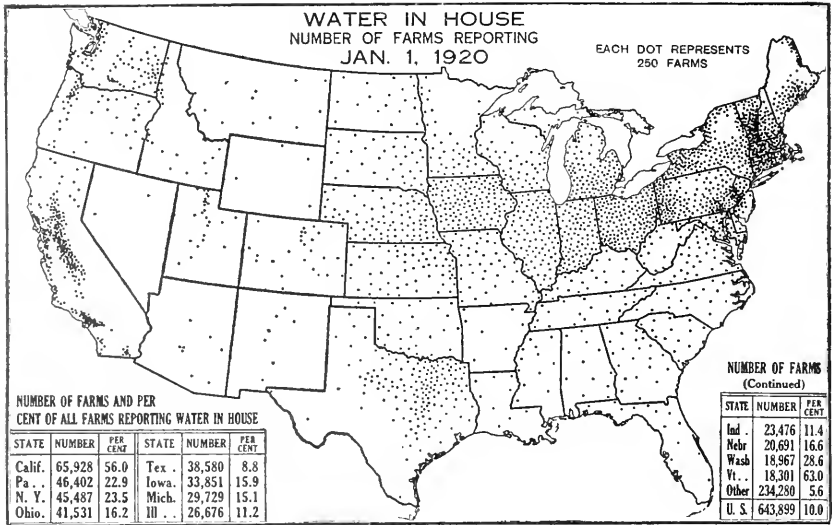 WATER IN HOUSE
NUMBER OF FARMS REPORTING
JAN. 1, 1920
EACH DOT REPRESENTS
250 FARMS
NUMBER OF FARMS AND PER
CENT OF ALL FARMS REPORTING WATER IN HOUSE
STATE NUMBER PER CENT STATE NUMBER PER CENT
Calif. 65,928 56.0 Tex . 38,580 8.8
Pa . . 46,402 22.9 Iowa. 33,851 15.9
N. Y. 45,487 23.5 Mich. 29,729 15.1
Ohio. 41,531 16.2 Ill . . 26,676 11.2
NUMBER OF FARMS
(Continued)
STATE NUMBER PER CENT
Ind 23,476 11.4
Nebr 20,691 16.6
Wash 18,967 28.6
Vt. . 18,301 63.0
Other 234,280 5.6
U. S. 643,899 10.0